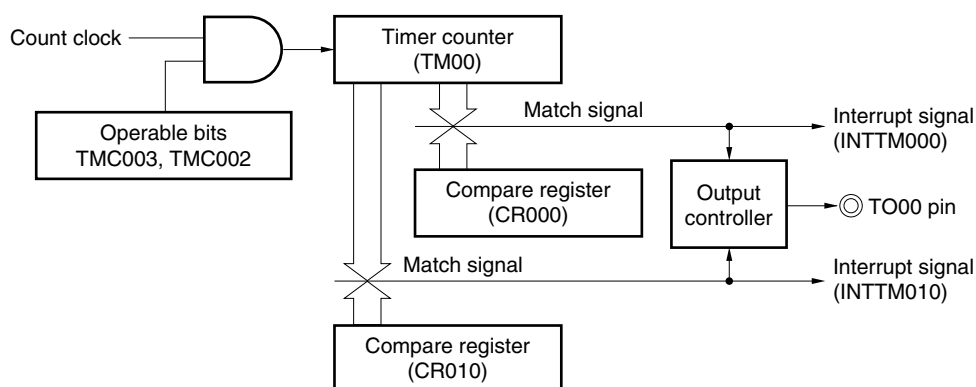 Count clock
Timer counter
(TM00)
Operable bits
TMC003, TMC002
Match signal
Interrupt signal
(INTTM000)
Compare register
(CR000)
Output
controller
TO00 pin
Match signal
Interrupt signal
(INTTM010)
Compare register
(CR010)